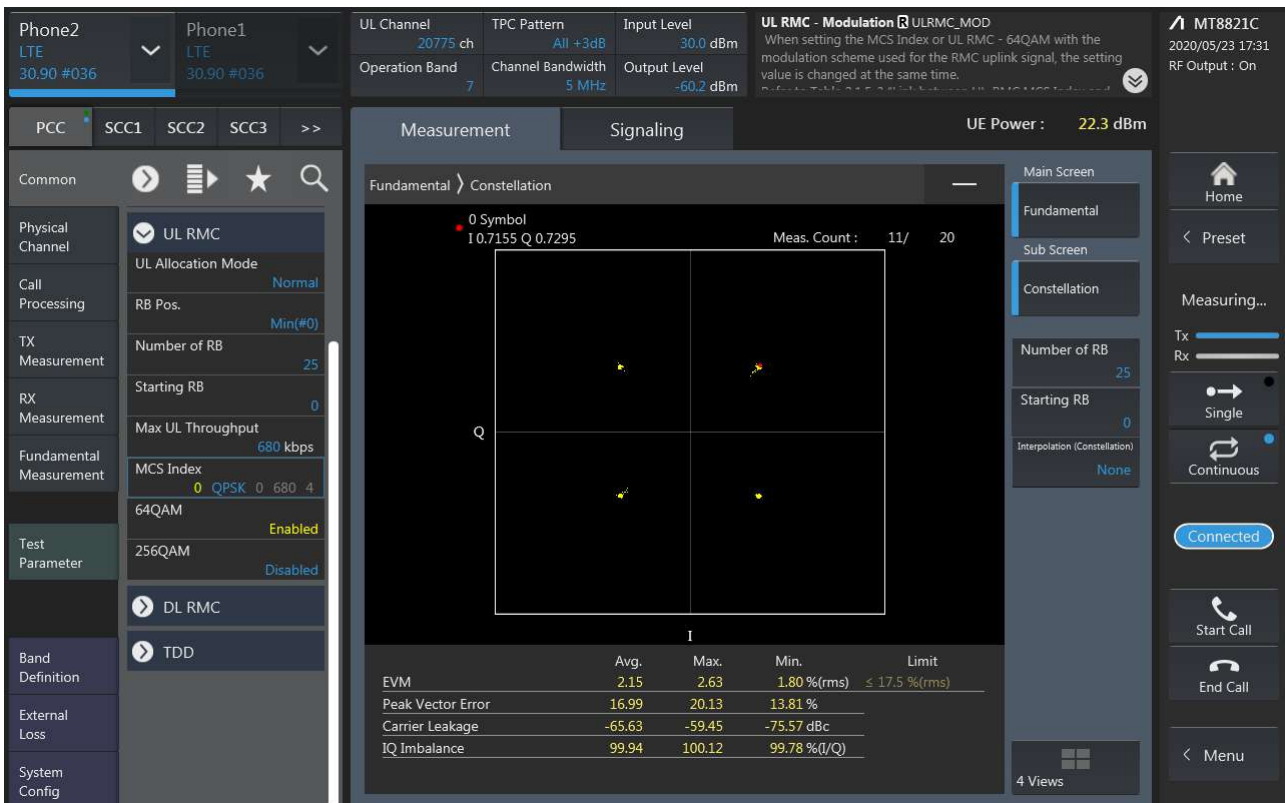 Phone2
LTE
30.90 #036
Phone1
LTE
30.90 #036
UL Channel
20775 ch
Operation Band
7
TPC Pattern
All +3dB
Channel Bandwidth
5 MHz
Input Level
30.0 dBm
Output Level
-60.2 dBm
UL RMC - Modulation R ULRMC_MOD
When setting the MCS Index or UL RMC - 64QAM with the
modulation scheme used for the RMC uplink signal, the setting
value is changed at the same time.
MT8821C
2020/05/23 17:31
RF Output : On
PCC SCC1 SCC2 SCC3 >>
Measurement
Signaling
UE Power : 22.3 dBm
Common
Physical
Channel
Call
Processing
TX
Measurement
RX
Measurement
Fundamental
Measurement
Test
Parameter
Band
Definition
External
Loss
System
Config
UL RMC
UL Allocation Mode
Normal
RB Pos.
Min(#0)
Number of RB
25
Starting RB
0
Max UL Throughput
680 kbps
MCS Index
0 QPSK 0 680 4
64QAM
Enabled
256QAM
Disabled
DL RMC
TDD
Fundamental 〉 Constellation
0 Symbol
I 0.7155 Q 0.7295
Meas. Count : 11/ 20
Q
I
Avg. Max. Min. Limit
EVM 2.15 2.63 1.80 %(rms) ≤ 17.5 %(rms)
Peak Vector Error 16.99 20.13 13.81 %
Carrier Leakage -65.63 -59.45 -75.57 dBc
IQ Imbalance 99.94 100.12 99.78 %(I/Q)
Main Screen
Fundamental
Sub Screen
Constellation
Number of RB
25
Starting RB
0
Interpolation (Constellation)
None
4 Views
Home
< Preset
Measuring...
Tx
Rx
Single
Continuous
Connected
Start Call
End Call
< Menu